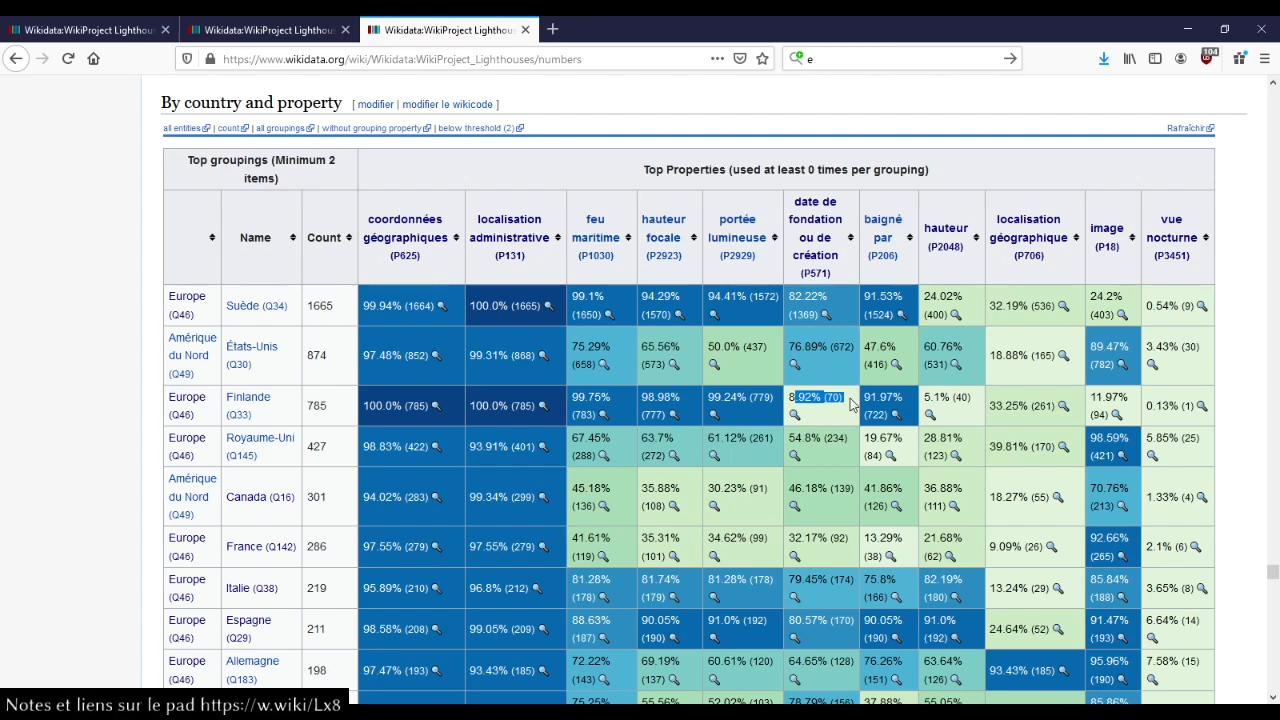 Wikidata:WikiProject Lighthous
Wikidata:WikiProject Lighthous
Wikidata:WikiProject Lighthous
https://www.wikidata.org/wiki/Wikidata:WikiProject_Lighthouses/numbers
e
104
By country and property [ modifier | modifier le wikicode ]
all entities | count | all groupings | without grouping property | below threshold (2)
Rafraîchir
Top groupings (Minimum 2 items)
Top Properties (used at least 0 times per grouping)
Name
Count
coordonnées géographiques (P625)
localisation administrative (P131)
feu maritime (P1030)
hauteur focale (P2923)
portée lumineuse (P2929)
date de fondation ou de création (P571)
baigné par (P206)
hauteur (P2048)
localisation géographique (P706)
image (P18)
vue nocturne (P3451)
Europe (Q46) Suède (Q34) 1665 99.94% (1664) 100.0% (1665) 99.1% (1650) 94.29% (1570) 94.41% (1572) 82.22% (1369) 91.53% (1524) 24.02% (400) 32.19% (536) 24.2% (403) 0.54% (9)
Amérique du Nord (Q49) États-Unis (Q30) 874 97.48% (852) 99.31% (868) 75.29% (658) 65.56% (573) 50.0% (437) 76.89% (672) 47.6% (416) 60.76% (531) 18.88% (165) 89.47% (782) 3.43% (30)
Europe (Q46) Finlande (Q33) 785 100.0% (785) 100.0% (785) 99.75% (783) 98.98% (777) 99.24% (779) 8.92% (70) 91.97% (722) 5.1% (40) 33.25% (261) 11.97% (94) 0.13% (1)
Europe (Q46) Royaume-Uni (Q145) 427 98.83% (422) 93.91% (401) 67.45% (288) 63.7% (272) 61.12% (261) 54.8% (234) 19.67% (84) 28.81% (123) 39.81% (170) 98.59% (421) 5.85% (25)
Amérique du Nord (Q49) Canada (Q16) 301 94.02% (283) 99.34% (299) 45.18% (136) 35.88% (108) 30.23% (91) 46.18% (139) 41.86% (126) 36.88% (111) 18.27% (55) 70.76% (213) 1.33% (4)
Europe (Q46) France (Q142) 286 97.55% (279) 97.55% (279) 41.61% (119) 35.31% (101) 34.62% (99) 32.17% (92) 13.29% (38) 21.68% (62) 9.09% (26) 92.66% (265) 2.1% (6)
Europe (Q46) Italie (Q38) 219 95.89% (210) 96.8% (212) 81.28% (178) 81.74% (179) 81.28% (178) 79.45% (174) 75.8% (166) 82.19% (180) 13.24% (29) 85.84% (188) 3.65% (8)
Europe (Q46) Espagne (Q29) 211 98.58% (208) 99.05% (209) 88.63% (187) 90.05% (190) 91.0% (192) 80.57% (170) 90.05% (190) 91.0% (192) 24.64% (52) 91.47% (193) 6.64% (14)
Europe (Q46) Allemagne (Q183) 198 97.47% (193) 93.43% (185) 72.22% (143) 69.19% (137) 60.61% (120) 64.65% (128) 76.26% (151) 63.64% (126) 93.43% (185) 95.96% (190) 7.58% (15)
Notes et liens sur le pad https://w.wiki/Lx8